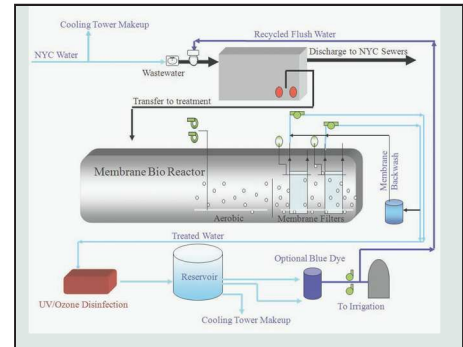 Cooling Tower Makeup
Recycled Flush Water
NYC Water
Discharge to NYC Sewers
Wastewater
Transfer to treatment
Membrane Bio Reactor
Membrane
Backwash
Aerobic
Membrane Filters
Treated Water
Optional Blue Dye
Reservoir
UV/Ozone Disinfection
To Irrigation
Cooling Tower Makeup